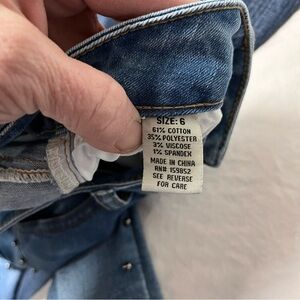 SIZE: 6
61% COTTON
35% POLYESTER
3% VISCOSE
1% SPANDEX
MADE IN CHINA
RN# 159852
SEE REVERSE
FOR CARE